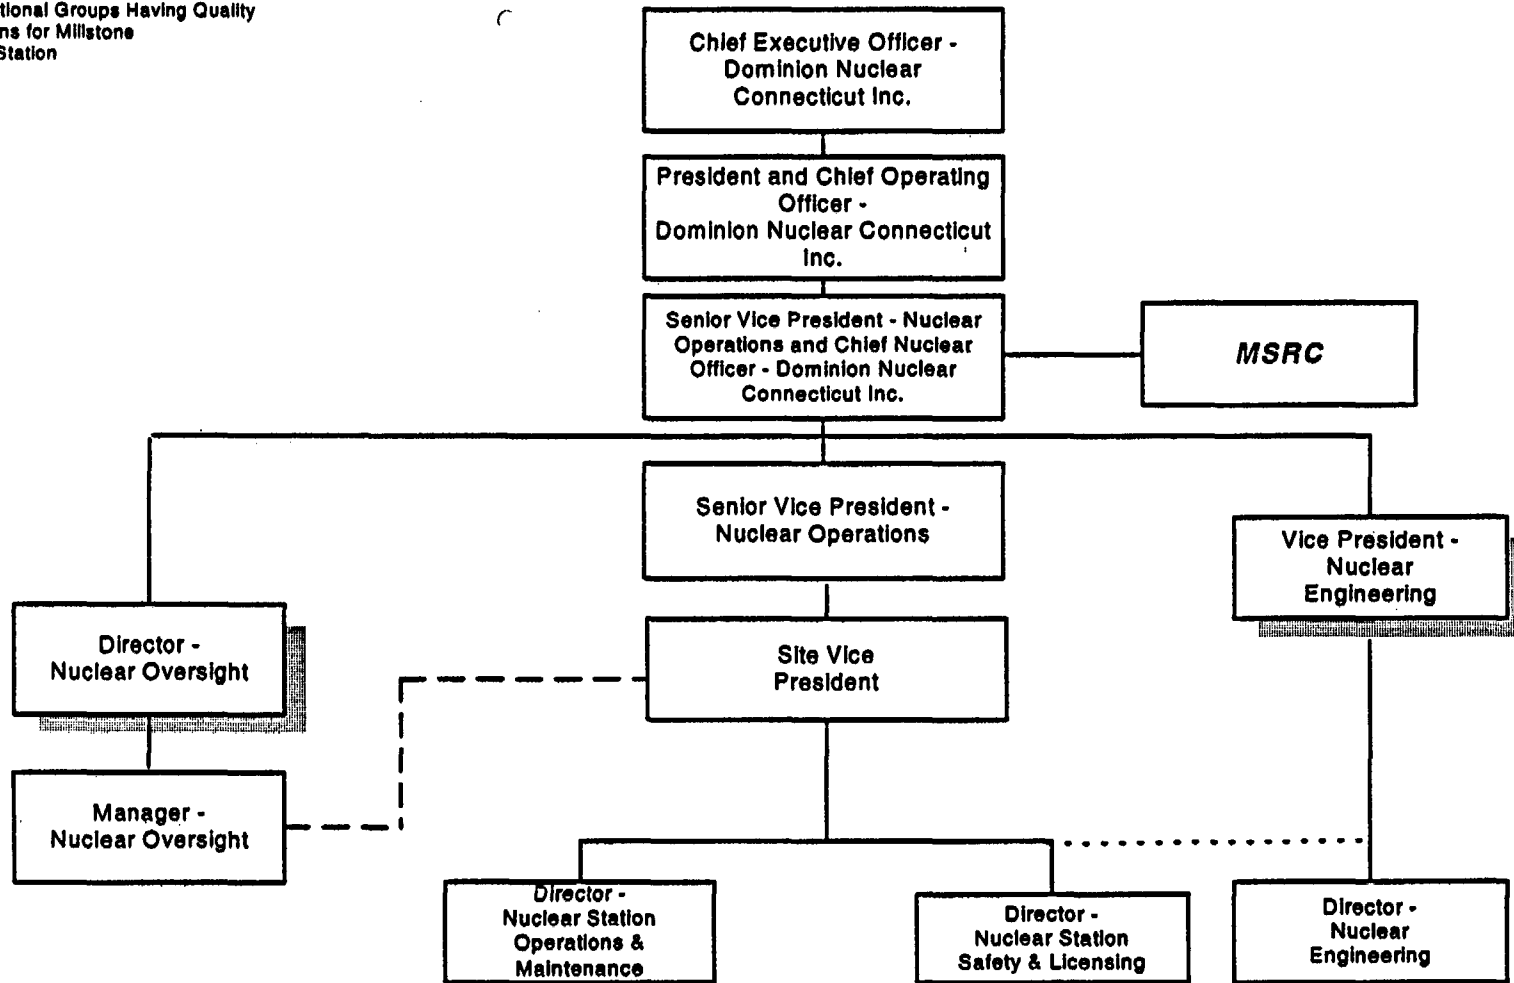 tional Groups Having Quality
ns for Millstone
Station
Chief Executive Officer -
Dominion Nuclear
Connecticut Inc.
President and Chief Operating
Officer -
Dominion Nuclear Connecticut
Inc.
Senior Vice President - Nuclear
Operations and Chief Nuclear
Officer - Dominion Nuclear
Connecticut Inc.
MSRC
Senior Vice President -
Nuclear Operations
Vice President -
Nuclear
Engineering
Director -
Nuclear Oversight
Site Vice
President
Manager -
Nuclear Oversight
Director -
Nuclear Station
Operations &
Maintenance
Director -
Nuclear Station
Safety & Licensing
Director -
Nuclear
Engineering